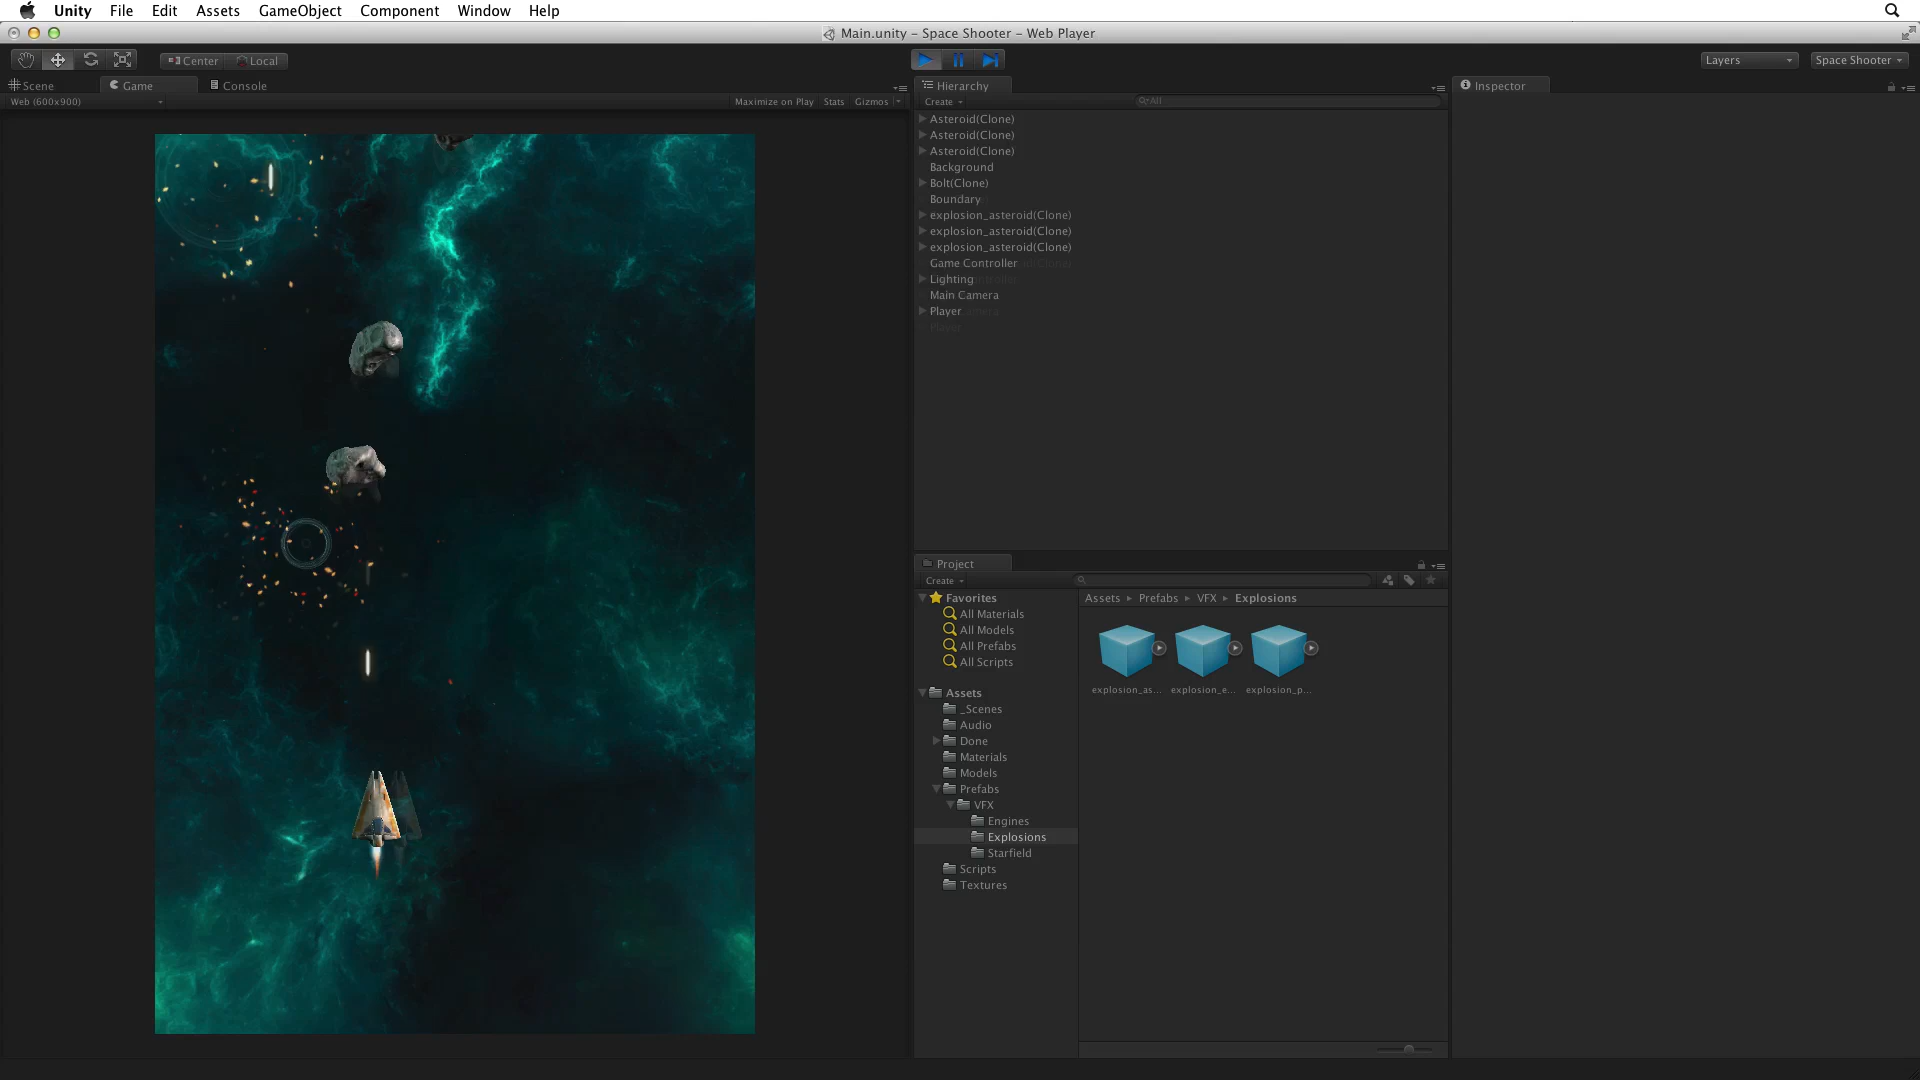 Unity File Edit Assets GameObject Component Window Help
Main.unity – Space Shooter – Web Player
Center Local
Layers
Space Shooter
Scene
Game
Console
Web (600x900)
Maximize on Play Stats Gizmos
Hierarchy
Create
All
Asteroid(Clone)
Asteroid(Clone)
Asteroid(Clone)
Background
Bolt(Clone)
Boundary
explosion_asteroid(Clone)
explosion_asteroid(Clone)
explosion_asteroid(Clone)
Game Controller
Lighting
Main Camera
Player
Inspector
Project
Create
Favorites
All Materials
All Models
All Prefabs
All Scripts
Assets
_Scenes
Audio
Done
Materials
Models
Prefabs
VFX
Engines
Explosions
Starfield
Scripts
Textures
Assets ▸ Prefabs ▸ VFX ▸ Explosions
explosion_as... explosion_e... explosion_p...